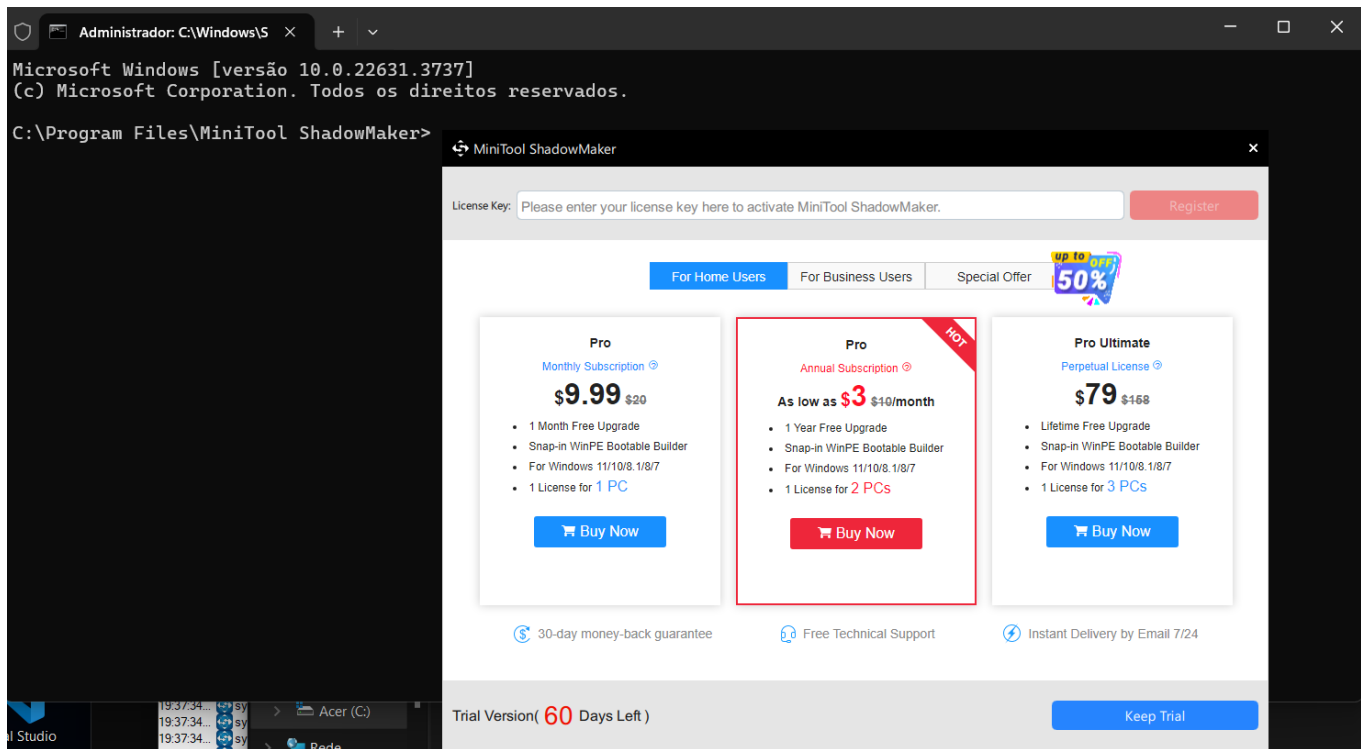 Administrador: C:\Windows\S
Microsoft Windows [versão 10.0.22631.3737]
(c) Microsoft Corporation. Todos os direitos reservados.
C:\Program Files\MiniTool ShadowMaker>
MiniTool ShadowMaker
License Key: Please enter your license key here to activate MiniTool ShadowMaker. Register
For Home Users For Business Users Special Offer up to 50% OFF
Pro
Monthly Subscription
$9.99 $20
1 Month Free Upgrade
Snap-in WinPE Bootable Builder
For Windows 11/10/8.1/8/7
1 License for 1 PC
Buy Now
HOT
Pro
Annual Subscription
As low as $3 $10/month
1 Year Free Upgrade
Snap-in WinPE Bootable Builder
For Windows 11/10/8.1/8/7
1 License for 2 PCs
Buy Now
Pro Ultimate
Perpetual License
$79 $158
Lifetime Free Upgrade
Snap-in WinPE Bootable Builder
For Windows 11/10/8.1/8/7
1 License for 3 PCs
Buy Now
30-day money-back guarantee Free Technical Support Instant Delivery by Email 7/24
Trial Version( 60 Days Left ) Keep Trial
19:37:34... sy
19:37:34... sy
19:37:34... sy
Acer (C:)
Rede
al Studio